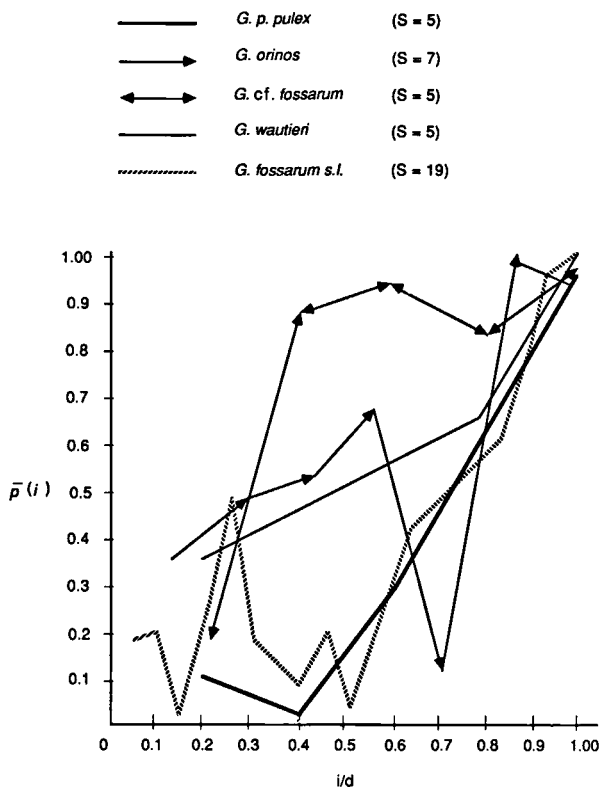 G. p. pulex (S = 5)
G. orinos (S = 7)
G. cf. fossarum (S = 5)
G. wautieri (S = 5)
G. fossarum s.l. (S = 19)
1.00
0.9
0.8
0.7
0.6
p̅ (i) 0.5
0.4
0.3
0.2
0.1
0 0.1 0.2 0.3 0.4 0.5 0.6 0.7 0.8 0.9 1.00
i/d